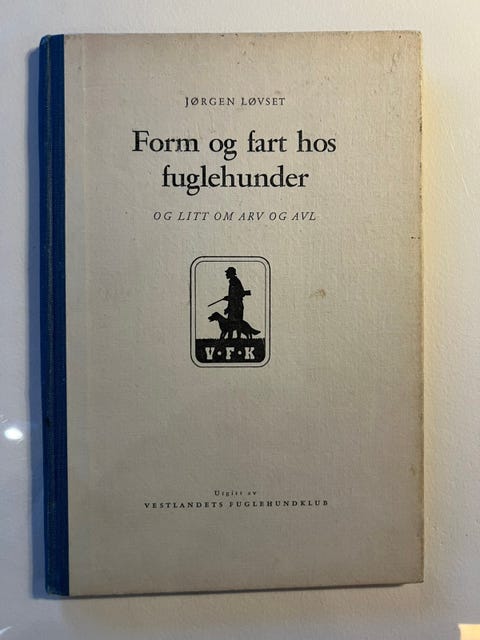 JØRGEN LØVSET
Form og fart hos
fuglehunder
OG LITT OM ARV OG AVL
V·F·K
Utgitt av
VESTLANDETS FUGLEHUNDKLUB